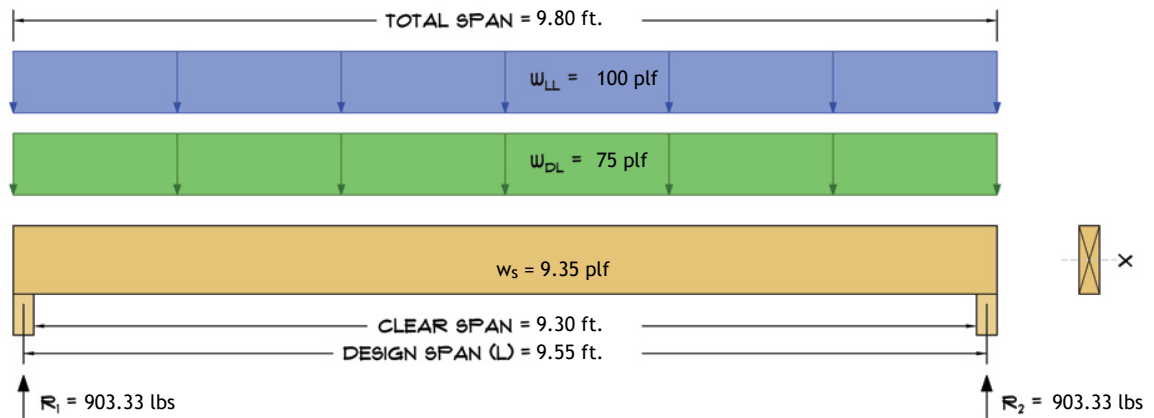 TOTAL SPAN = 9.80 ft.
WLL = 100 plf
WDL = 75 plf
ws = 9.35 plf
X
CLEAR SPAN = 9.30 ft.
DESIGN SPAN (L) = 9.55 ft.
R1 = 903.33 lbs
R2 = 903.33 lbs